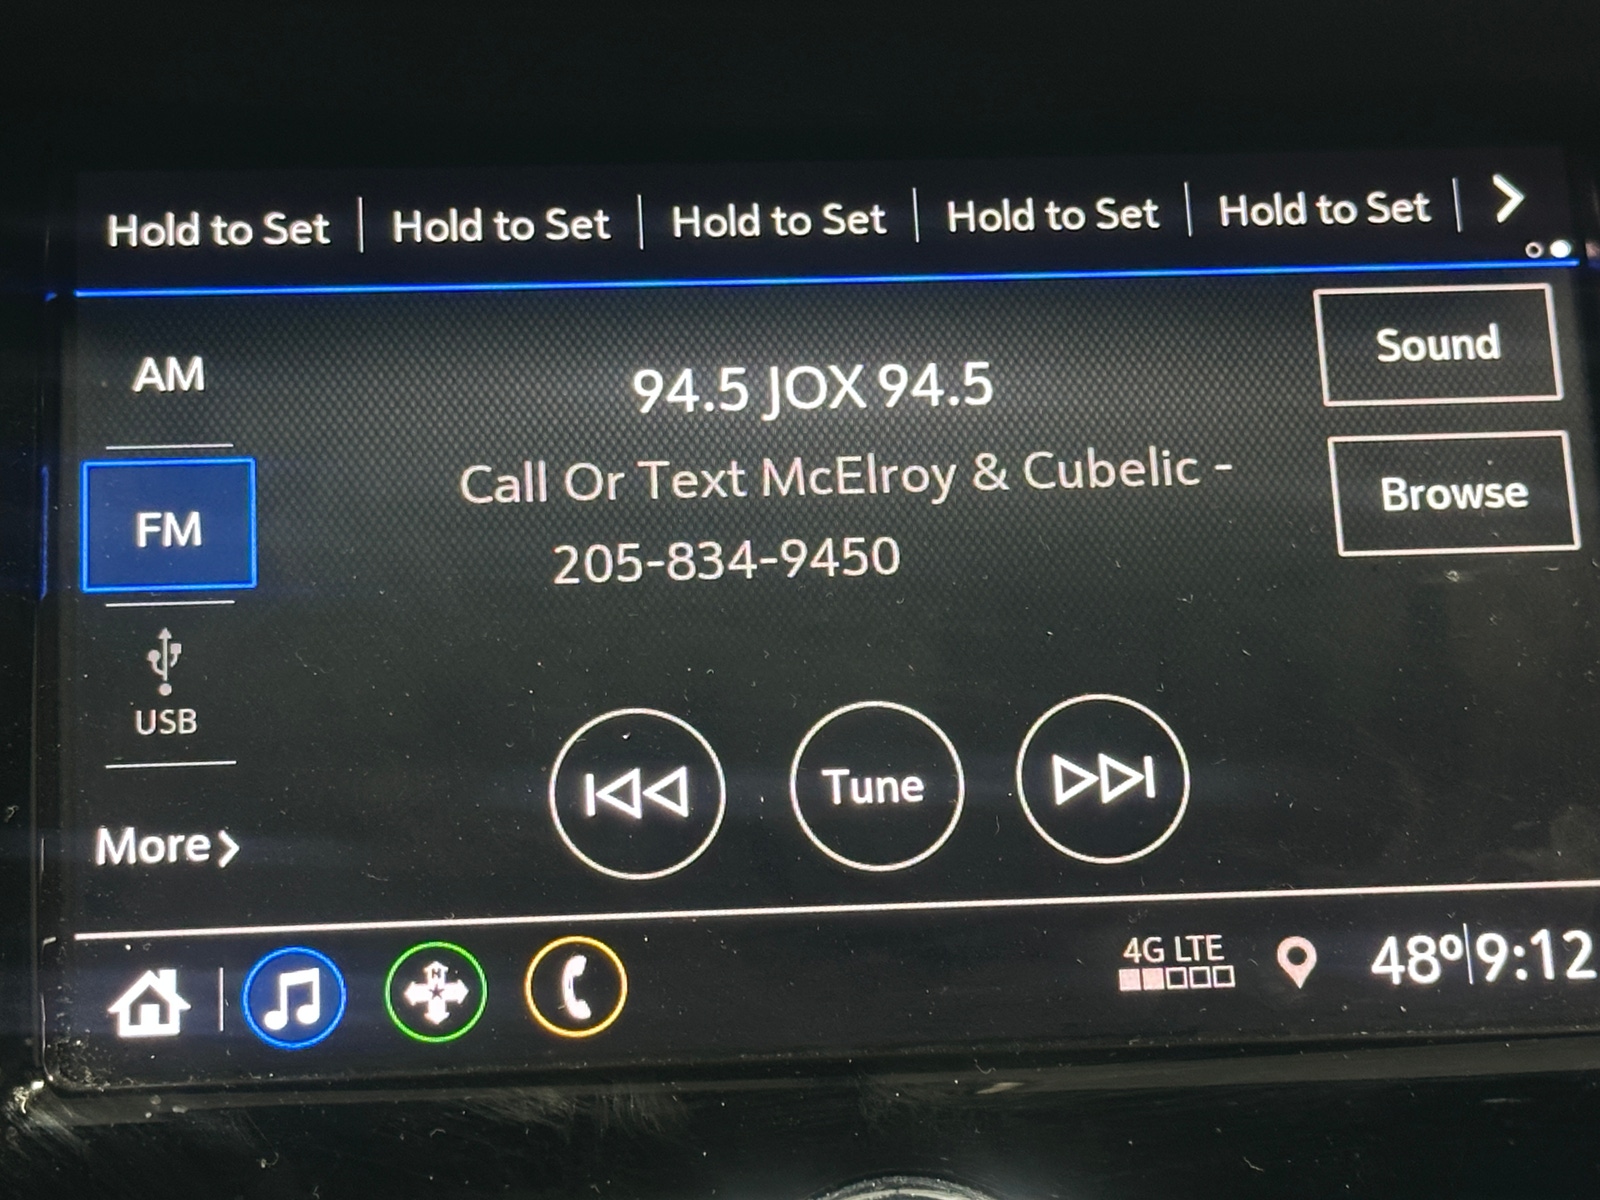 Hold to Set | Hold to Set | Hold to Set | Hold to Set | Hold to Set
Sound
AM
94.5 JOX 94.5
Call Or Text McElroy & Cubelic -
205-834-9450
Browse
FM
USB
Tune
More
4G LTE
48° 9:12
N